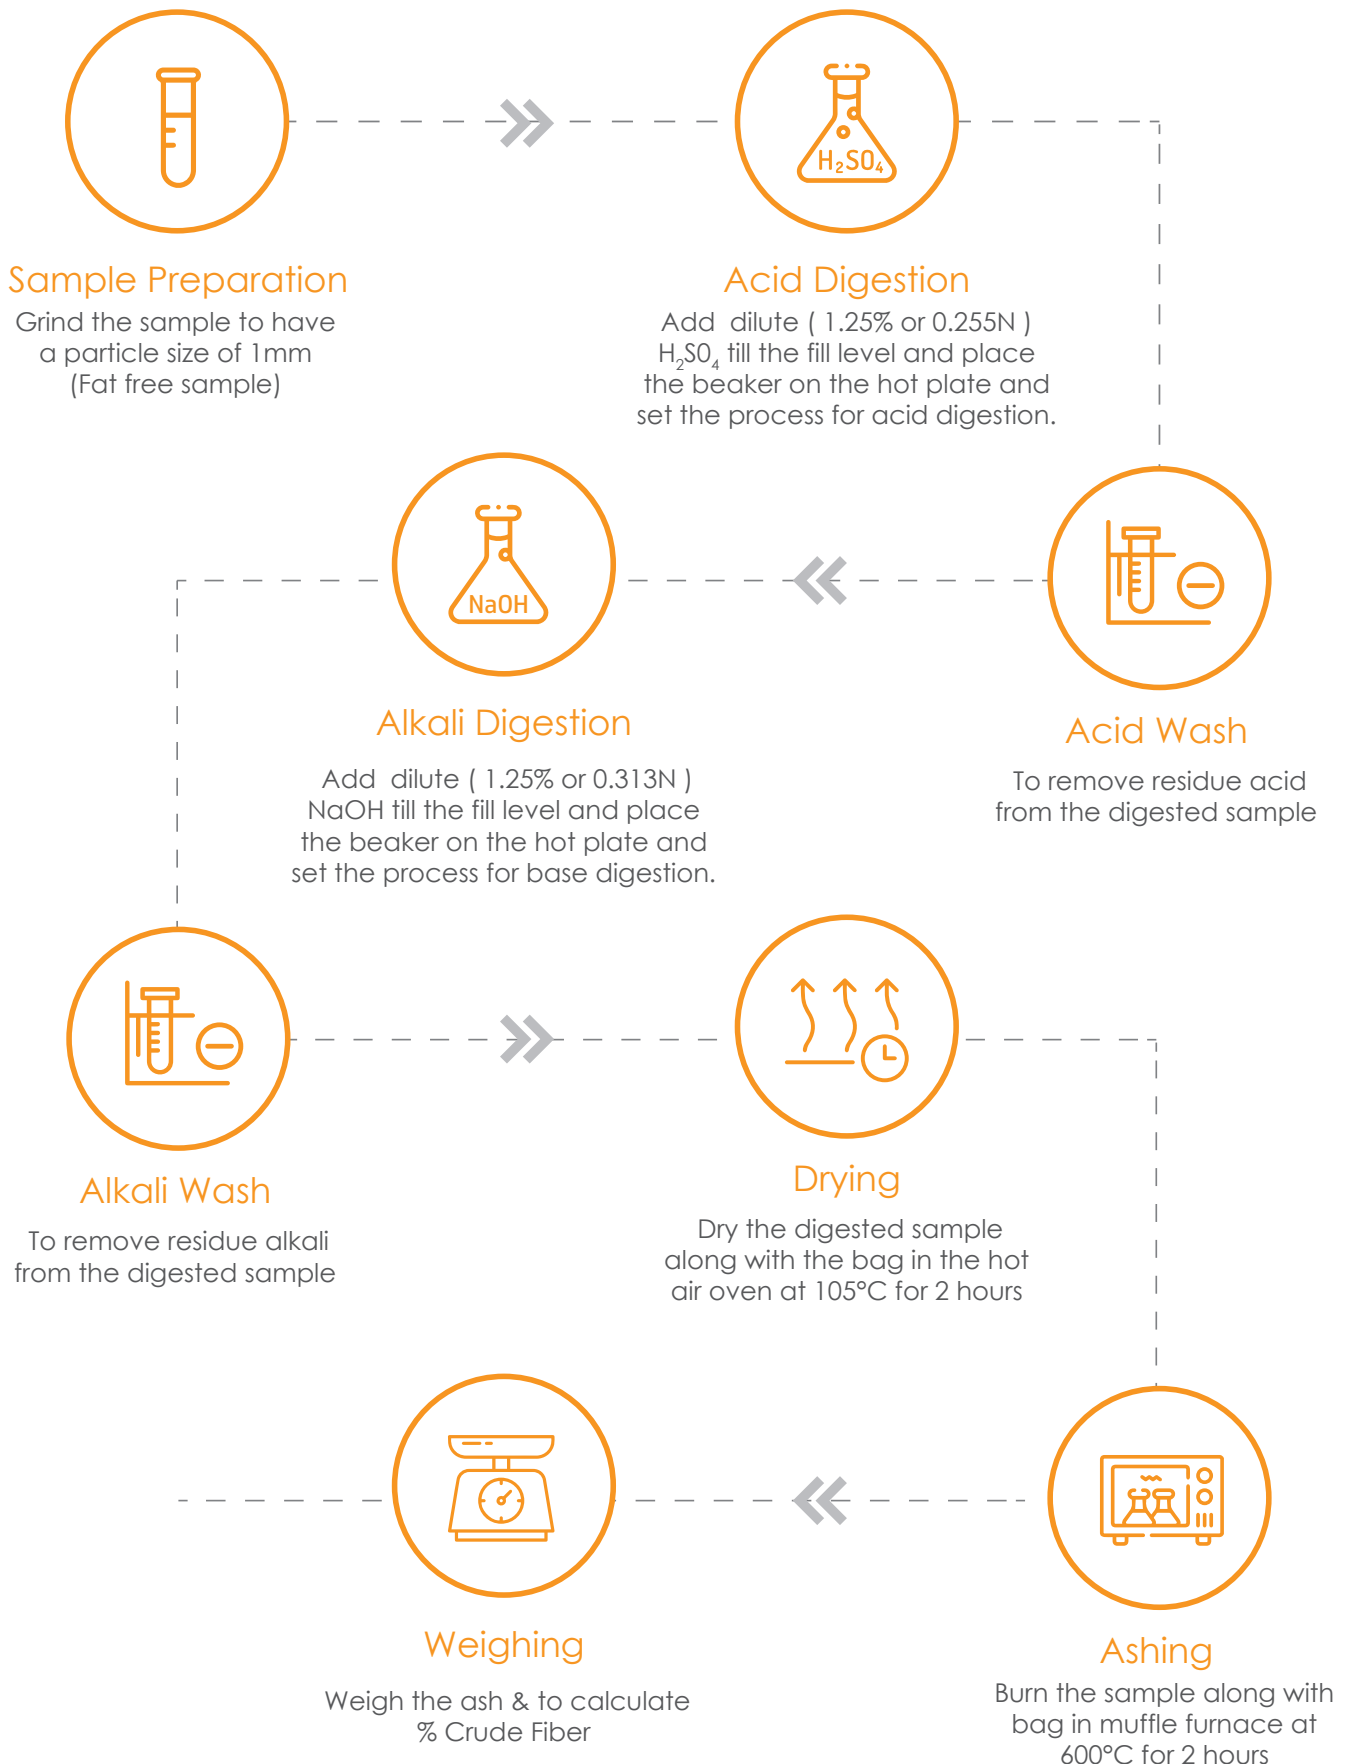 H₂SO₄
Sample Preparation
Grind the sample to have
a particle size of 1mm
(Fat free sample)
Acid Digestion
Add dilute ( 1.25% or 0.255N )
H₂S0₄ till the fill level and place
the beaker on the hot plate and
set the process for acid digestion.
Acid Wash
To remove residue acid
from the digested sample
NaOH
Alkali Digestion
Add dilute ( 1.25% or 0.313N )
NaOH till the fill level and place
the beaker on the hot plate and
set the process for base digestion.
Alkali Wash
To remove residue alkali
from the digested sample
Drying
Dry the digested sample
along with the bag in the hot
air oven at 105°C for 2 hours
Ashing
Burn the sample along with
bag in muffle furnace at
600°C for 2 hours
Weighing
Weigh the ash & to calculate
% Crude Fiber